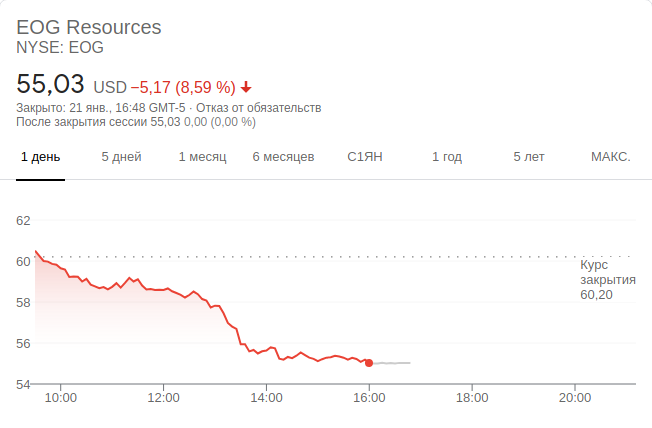 EOG Resources
NYSE: EOG
55,03 USD −5,17 (8,59 %)
Закрыто: 21 янв., 16:48 GMT-5 · Отказ от обязательств
После закрытия сессии 55,03 0,00 (0,00 %)
1 день 5 дней 1 месяц 6 месяцев С1ЯН 1 год 5 лет МАКС.
62
60
58
56
54
Курс
закрытия
60,20
10:00 12:00 14:00 16:00 18:00 20:00